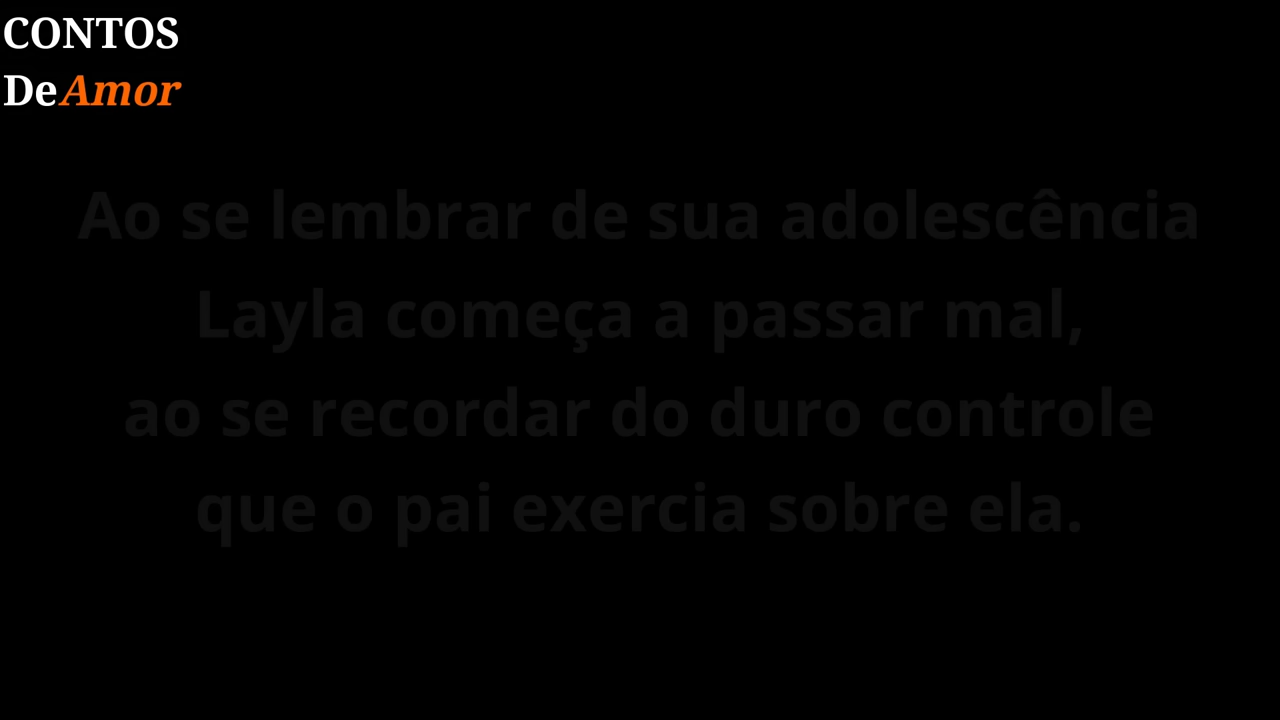 CONTOS
DeAmor
Ao se lembrar de sua adolescência
Layla começa a passar mal,
ao se recordar do duro controle
que o pai exercia sobre ela.